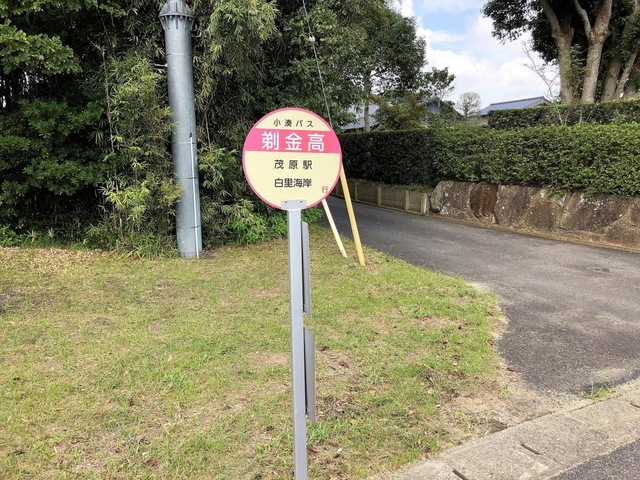 小湊バス
剃金高
茂原駅
白里海岸
行